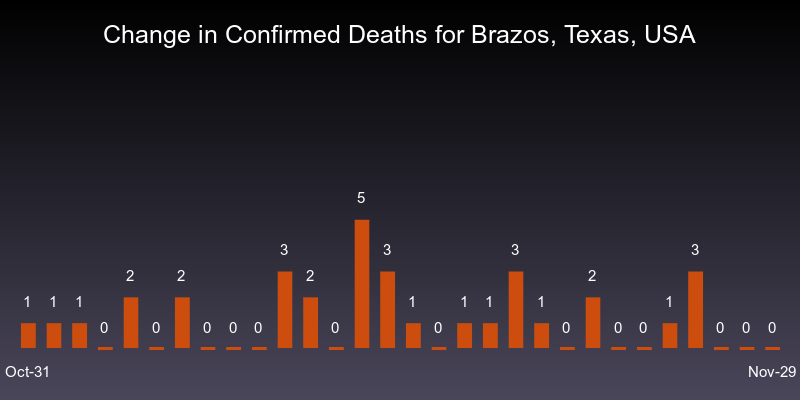 Change in Confirmed Deaths for Brazos, Texas, USA
5
3 3 3 3
2 2 2 2
1 1 1 1 1 1 1 1
0 0 0 0 0 0 0 0 0 0 0 0 0
Oct-31 Nov-29